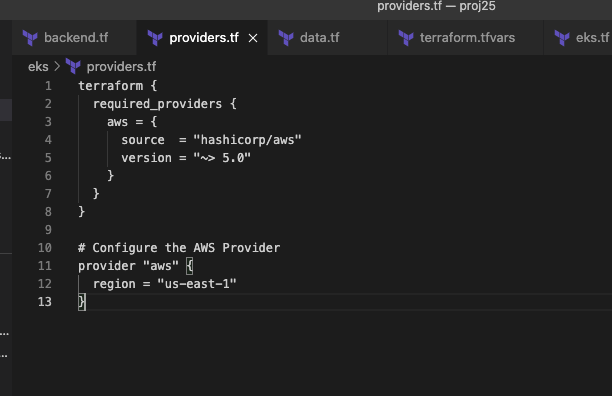 providers.tf — proj25
backend.tf providers.tf data.tf terraform.tfvars eks.tf
eks > providers.tf
1 terraform {
2   required_providers {
3     aws = {
4       source  = "hashicorp/aws"
5       version = "~> 5.0"
6     }
7   }
8 }
9
10 # Configure the AWS Provider
11 provider "aws" {
12   region = "us-east-1"
13 }